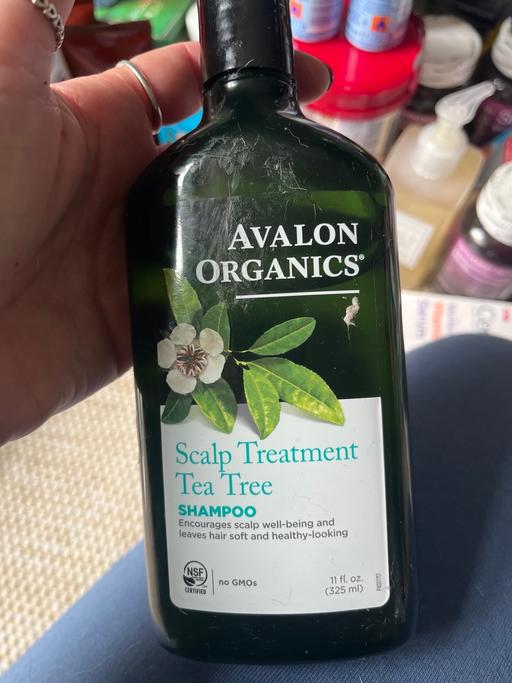 AVALON
ORGANICS®
Scalp Treatment
Tea Tree
SHAMPOO
Encourages scalp well-being and
leaves hair soft and healthy-looking
NSF
CERTIFIED
no GMOs
11 fl. oz.
(325 ml)